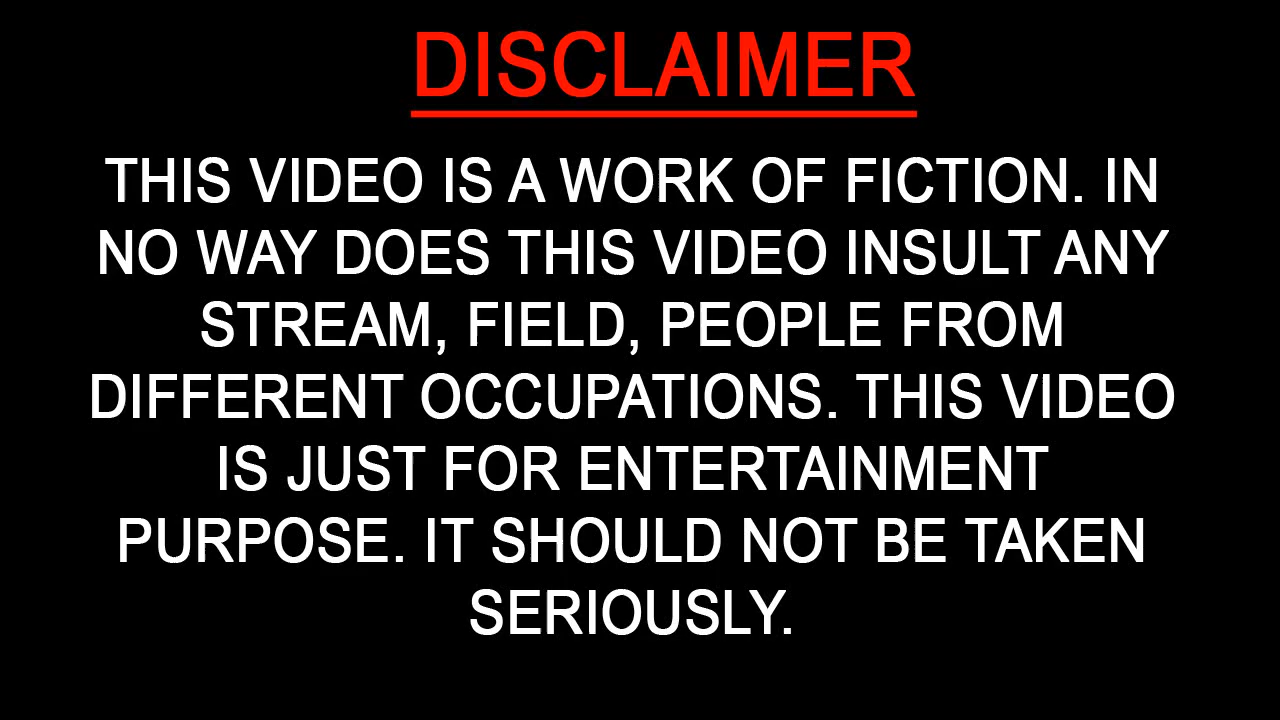 DISCLAIMER
THIS VIDEO IS A WORK OF FICTION. IN
NO WAY DOES THIS VIDEO INSULT ANY
STREAM, FIELD, PEOPLE FROM
DIFFERENT OCCUPATIONS. THIS VIDEO
IS JUST FOR ENTERTAINMENT
PURPOSE. IT SHOULD NOT BE TAKEN
SERIOUSLY.